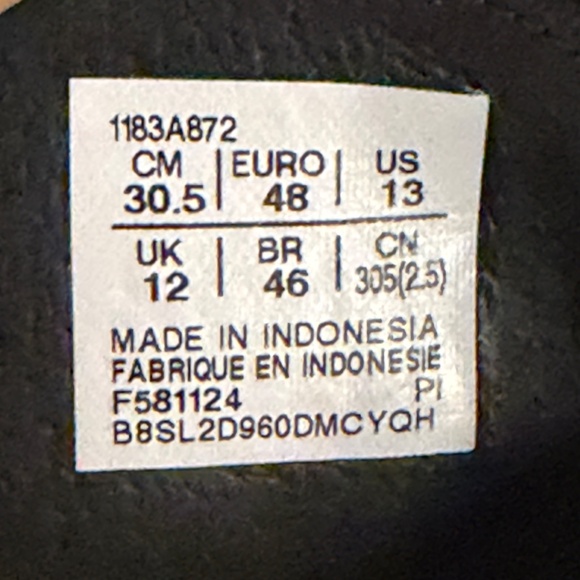 1183A872
CM | EURO | US
30.5 | 48 | 13
UK | BR | CN
12 | 46 | 305(2.5)
MADE IN INDONESIA
FABRIQUE EN INDONESIE
F581124 PI
B8SL2D960DMCYQH